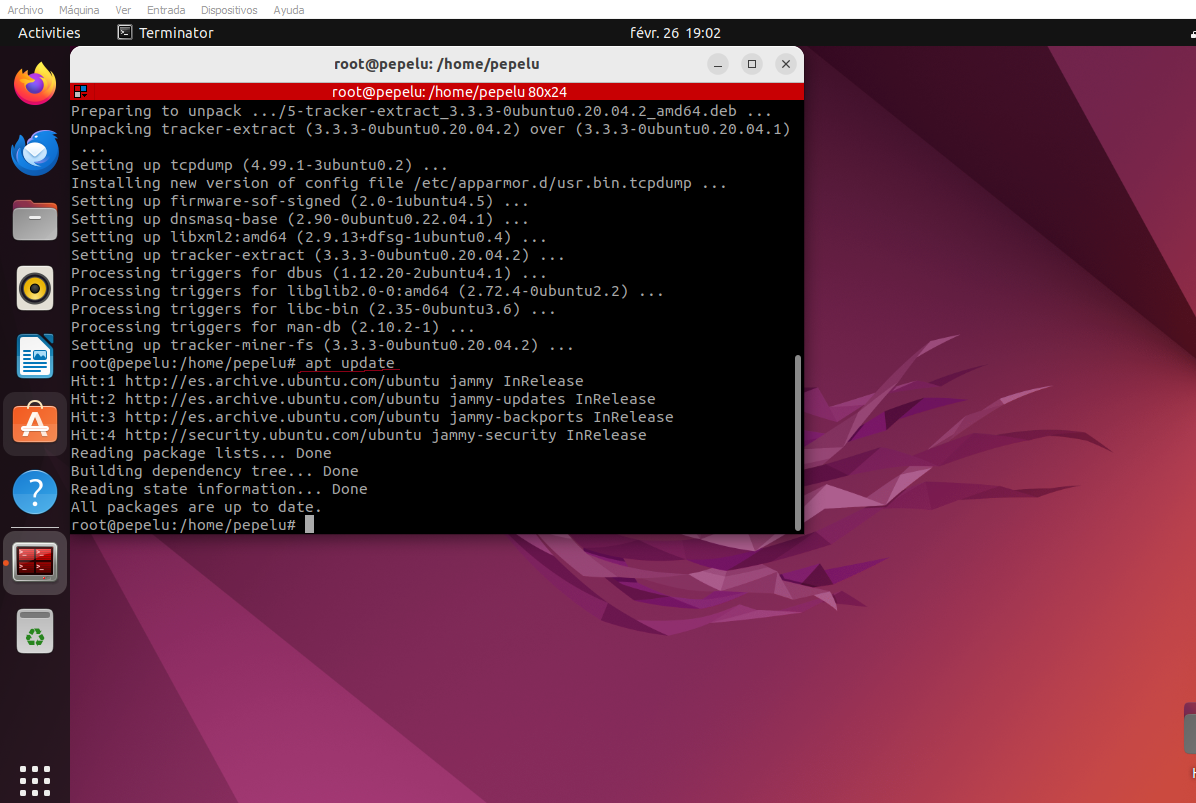 Archivo Máquina Ver Entrada Dispositivos Ayuda
Activities Terminator févr. 26 19:02
root@pepelu: /home/pepelu
root@pepelu: /home/pepelu 80x24
Preparing to unpack .../5-tracker-extract_3.3.3-0ubuntu0.20.04.2_amd64.deb ...
Unpacking tracker-extract (3.3.3-0ubuntu0.20.04.2) over (3.3.3-0ubuntu0.20.04.1)
...
Setting up tcpdump (4.99.1-3ubuntu0.2) ...
Installing new version of config file /etc/apparmor.d/usr.bin.tcpdump ...
Setting up firmware-sof-signed (2.0-1ubuntu4.5) ...
Setting up dnsmasq-base (2.90-0ubuntu0.22.04.1) ...
Setting up libxml2:amd64 (2.9.13+dfsg-1ubuntu0.4) ...
Setting up tracker-extract (3.3.3-0ubuntu0.20.04.2) ...
Processing triggers for dbus (1.12.20-2ubuntu4.1) ...
Processing triggers for libglib2.0-0:amd64 (2.72.4-0ubuntu2.2) ...
Processing triggers for libc-bin (2.35-0ubuntu3.6) ...
Processing triggers for man-db (2.10.2-1) ...
Setting up tracker-miner-fs (3.3.3-0ubuntu0.20.04.2) ...
root@pepelu:/home/pepelu# apt update
Hit:1 http://es.archive.ubuntu.com/ubuntu jammy InRelease
Hit:2 http://es.archive.ubuntu.com/ubuntu jammy-updates InRelease
Hit:3 http://es.archive.ubuntu.com/ubuntu jammy-backports InRelease
Hit:4 http://security.ubuntu.com/ubuntu jammy-security InRelease
Reading package lists... Done
Building dependency tree... Done
Reading state information... Done
All packages are up to date.
root@pepelu:/home/pepelu#